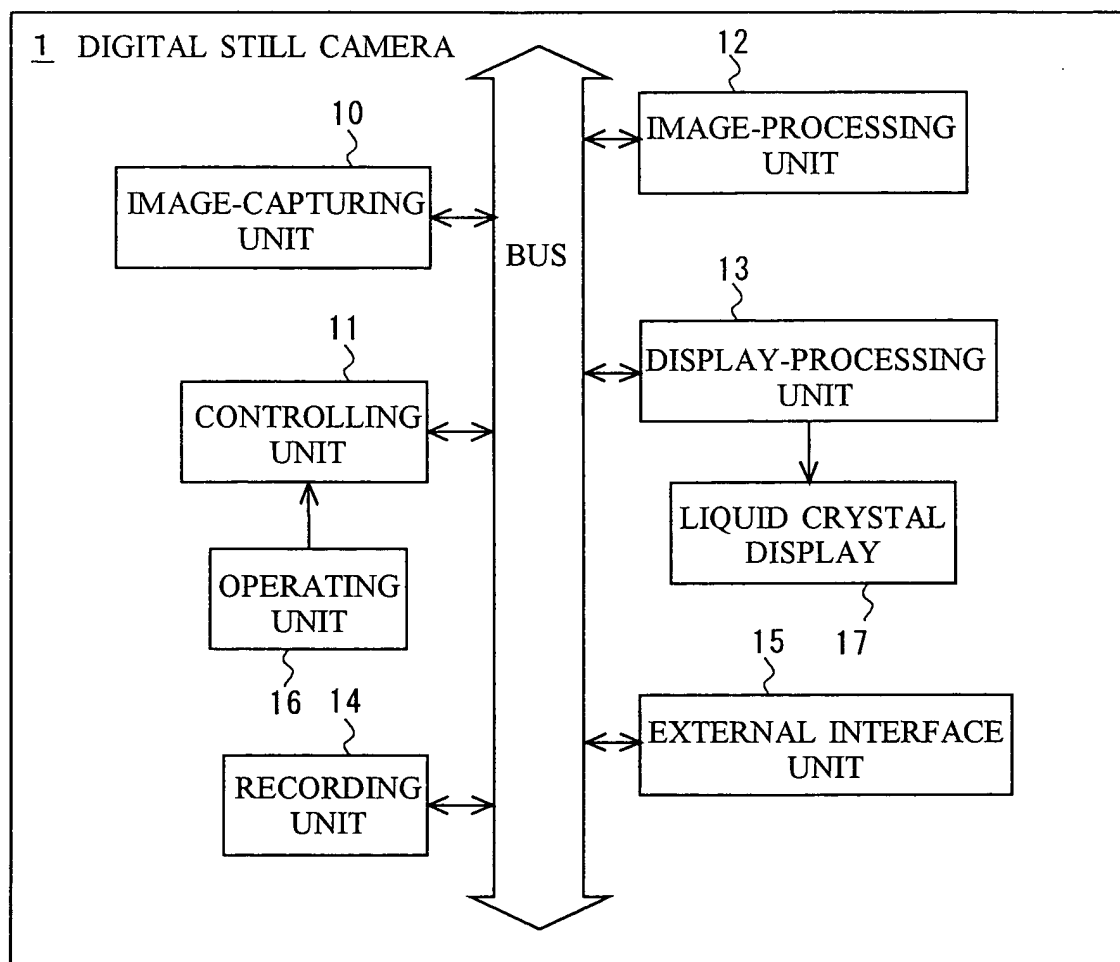 1 DIGITAL STILL CAMERA
10
IMAGE-CAPTURING
UNIT
11
CONTROLLING
UNIT
OPERATING
UNIT
16
14
RECORDING
UNIT
BUS
12
IMAGE-PROCESSING
UNIT
13
DISPLAY-PROCESSING
UNIT
LIQUID CRYSTAL
DISPLAY
17
15
EXTERNAL INTERFACE
UNIT